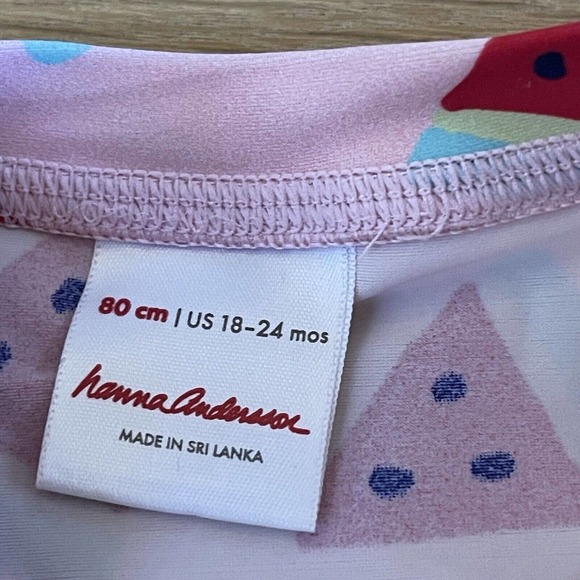 80 cm | US 18-24 mos
hanna Andersson
MADE IN SRI LANKA